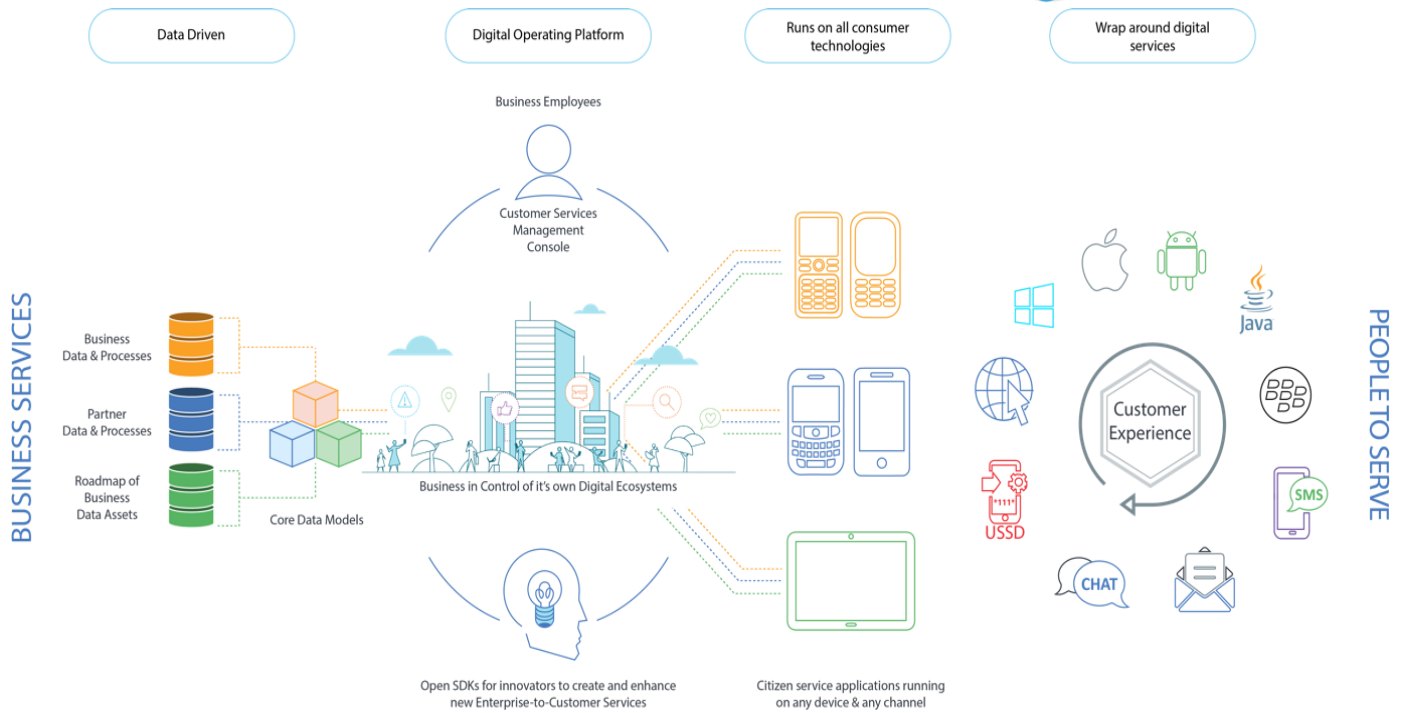 Data Driven
Digital Operating Platform
Runs on all consumer
technologies
Wrap around digital
services
BUSINESS SERVICES
Business
Data & Processes
Partner
Data & Processes
Roadmap of
Business
Data Assets
Core Data Models
Business Employees
Customer Services
Management
Console
Business in Control of it's own Digital Ecosystems
Open SDKs for innovators to create and enhance
new Enterprise-to-Customer Services
Citizen service applications running
on any device & any channel
Java
Customer
Experience
*111*
USSD
SMS
CHAT
PEOPLE TO SERVE